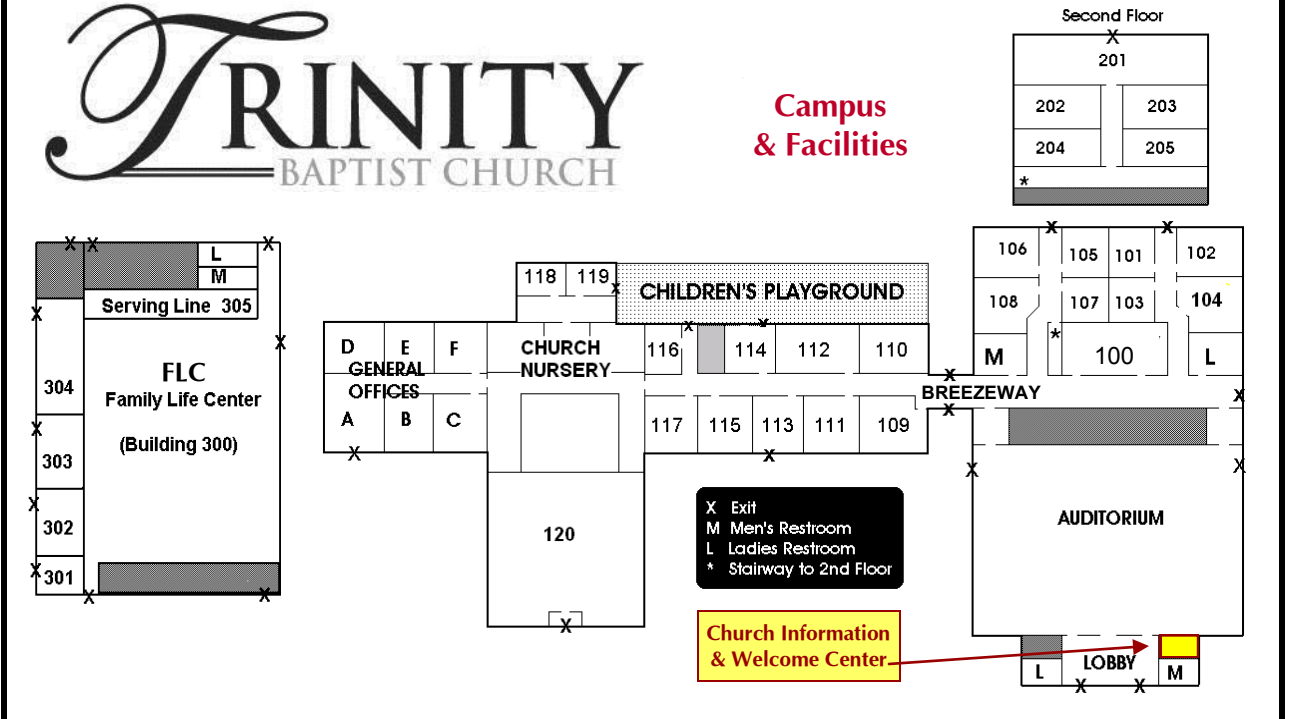 TRINITY
BAPTIST CHURCH
Campus
& Facilities
Second Floor
X
201
202 203
204 205
*
X X X
L
M
Serving Line 305
X
X
FLC
Family Life Center
(Building 300)
304
X
303
X
302
X
301
X X
118 119
X
CHILDREN'S PLAYGROUND
X X
D E F
GENERAL
OFFICES
A B C
X
CHURCH
NURSERY
116 114 112 110
117 115 113 111 109
X
120
X
X X
106 105 101 102
108 107 103 104
*
M 100 L
X
BREEZEWAY
X
X
X X
AUDITORIUM
X Exit
M Men's Restroom
L Ladies Restroom
* Stairway to 2nd Floor
Church Information
& Welcome Center
LOBBY
L M
X X